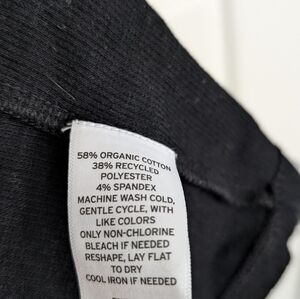 58% ORGANIC COTTON
38% RECYCLED
POLYESTER
4% SPANDEX
MACHINE WASH COLD,
GENTLE CYCLE, WITH
LIKE COLORS
ONLY NON-CHLORINE
BLEACH IF NEEDED
RESHAPE, LAY FLAT
TO DRY
COOL IRON IF NEEDED